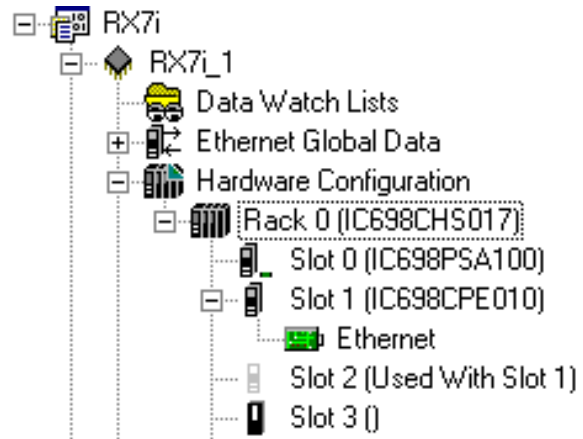 RX7i
RX7i_1
Data Watch Lists
Ethernet Global Data
Hardware Configuration
Rack 0 (IC698CHS017)
Slot 0 (IC698PSA100)
Slot 1 (IC698CPE010)
Ethernet
Slot 2 (Used With Slot 1)
Slot 3 ()